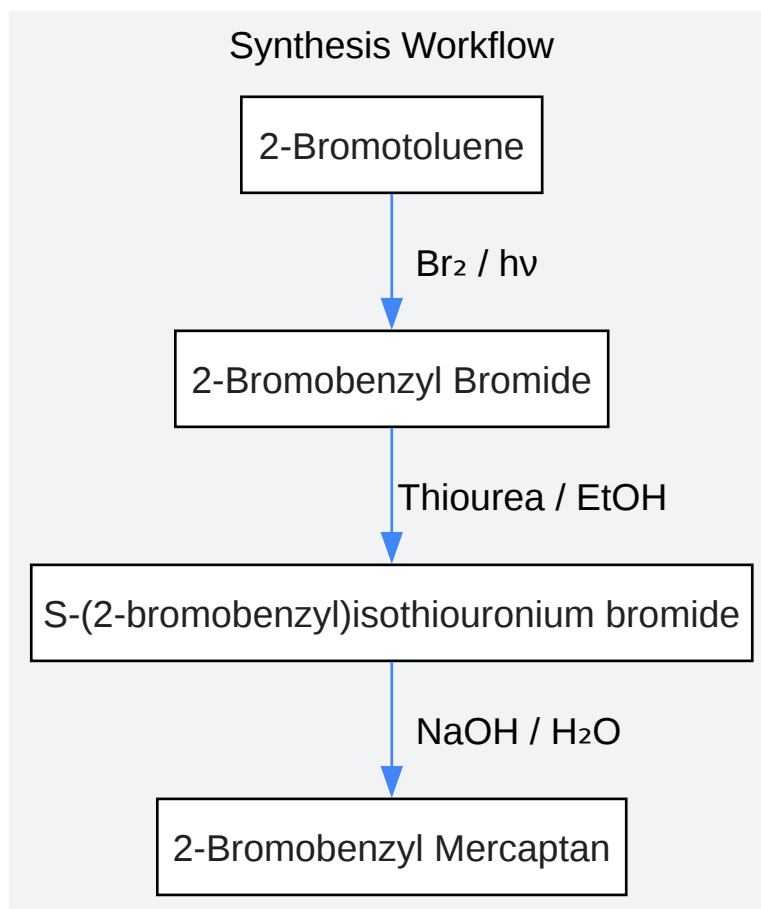 Synthesis Workflow
2-Bromotoluene
Br₂ / hν
2-Bromobenzyl Bromide
Thiourea / EtOH
S-(2-bromobenzyl)isothiouronium bromide
NaOH / H₂O
2-Bromobenzyl Mercaptan